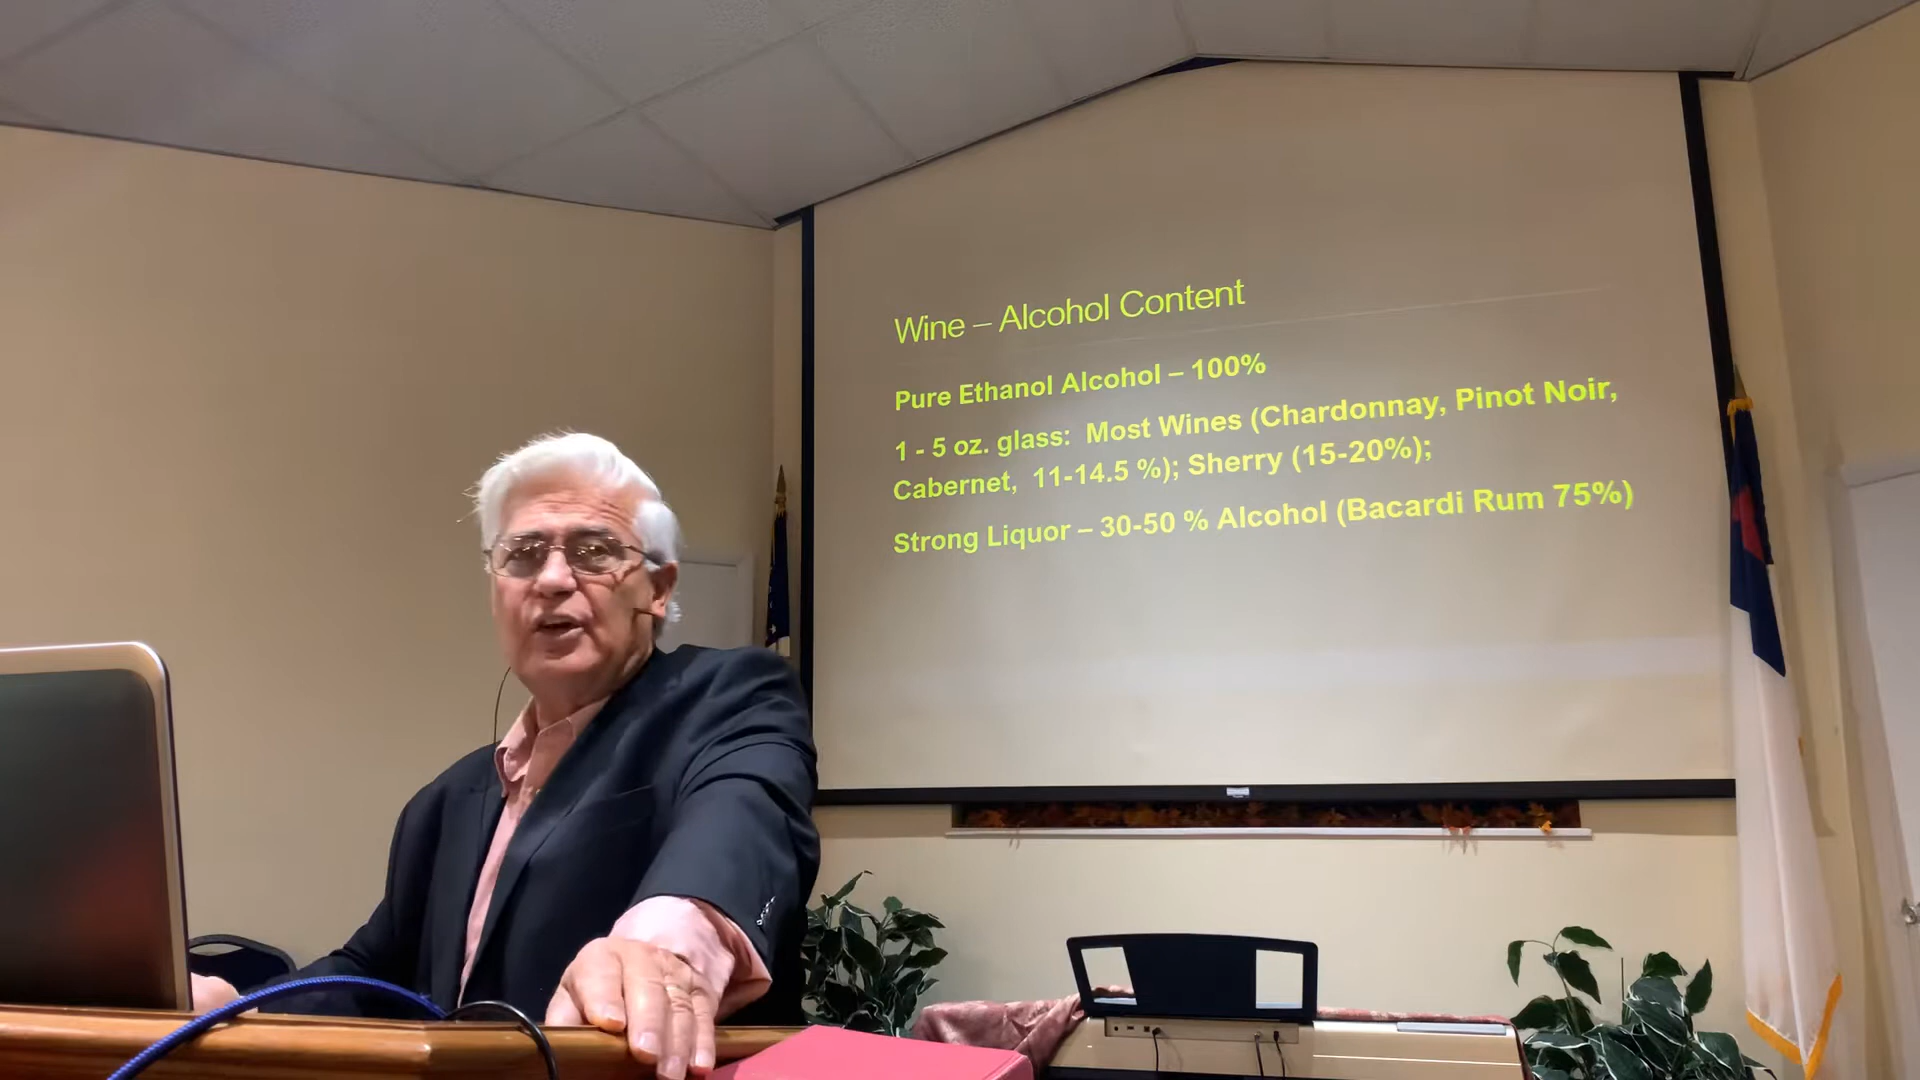 Wine – Alcohol Content
Pure Ethanol Alcohol – 100%
1 - 5 oz. glass: Most Wines (Chardonnay, Pinot Noir,
Cabernet, 11-14.5 %); Sherry (15-20%);
Strong Liquor – 30-50 % Alcohol (Bacardi Rum 75%)